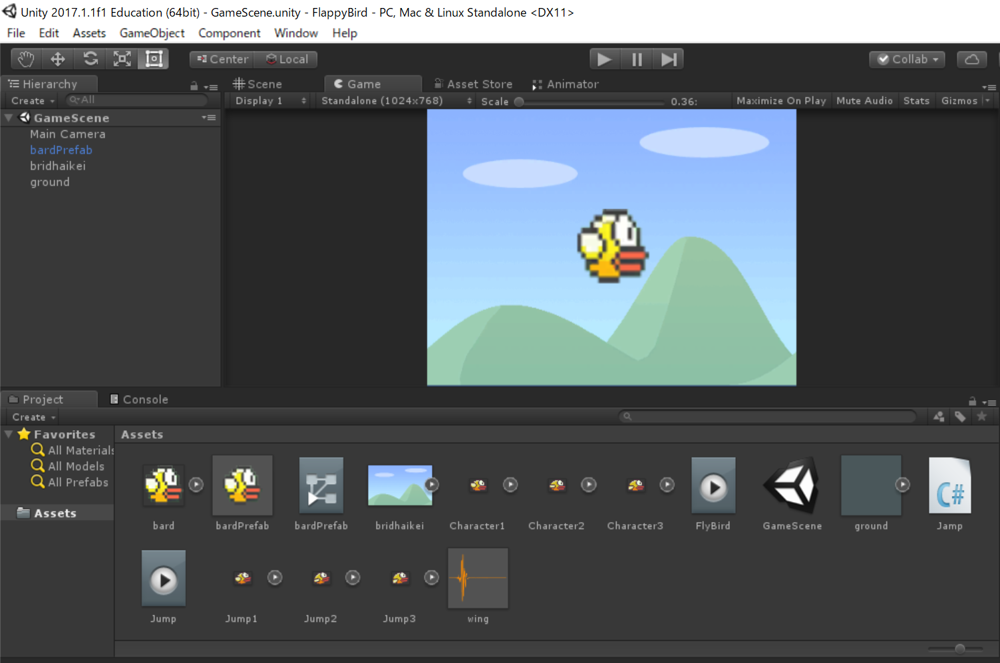 Unity 2017.1.1f1 Education (64bit) - GameScene.unity - FlappyBird - PC, Mac & Linux Standalone <DX11>
File Edit Assets GameObject Component Window Help
Center Local Collab
Hierarchy Scene Game Asset Store Animator
Create All Display 1 Standalone (1024x768) Scale 0.36: Maximize On Play Mute Audio Stats Gizmos
GameScene
Main Camera
bardPrefab
bridhaikei
ground
Project Console
Create
Favorites
All Materials
All Models
All Prefabs
Assets
Assets
bard bardPrefab bardPrefab bridhaikei Character1 Character2 Character3 FlyBird GameScene ground Jamp
C#
Jump Jump1 Jump2 Jump3 wing